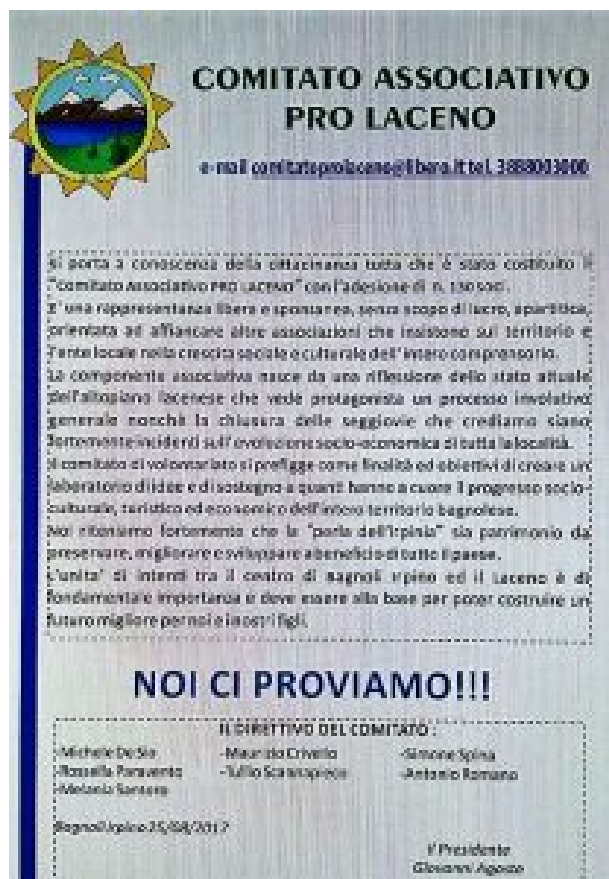 COMITATO ASSOCIATIVO
PRO LACENO
e-mail comitatoprolaceno@libero.it tel. 3888003000
Si porta a conoscenza della cittadinanza tutta che è stato costituito il
"comitato Associativo PRO LACENO" con l'adesione di n. 130 soci.
E' una rappresentanza libera e spontanea, senza scopo di lucro, apartitica,
orientata ad affiancare altre associazioni che insistono sul territorio e
l'ente locale nella crescita sociale e culturale dell' intero comprensorio.
La componente associativa nasce da una riflessione dello stato attuale
dell'altopiano lacenese che vede protagonista un processo involutivo
generale nonchè la chiusura delle seggiovie che crediamo siano
fortemente incidenti sull'evoluzione socio-economica di tutta la località.
Il comitato di volontariato si prefigge come finalità ed obiettivi di creare un
laboratorio di idee e di sostegno a quanti hanno a cuore il progresso socio-
culturale, turistico ed economico dell'intero territorio bagnolese.
Noi riteniamo fortemente che la "perla dell'Irpinia" sia patrimonio da
preservare, migliorare e sviluppare a beneficio di tutto il paese.
L'unita' di intenti tra il centro di Bagnoli Irpino ed il Laceno è di
fondamentale importanza e deve essere alla base per poter costruire un
futuro migliore per noi e i nostri figli.
NOI CI PROVIAMO!!!
IL DIRETTIVO DEL COMITATO :
-Michele De Sio -Maurizio Crivello -Simone Spina
-Rossella Paravento -Tullio Scannapieco -Antonio Romano
-Melania Santoro
Bagnoli Irpino 25/08/2017
Il Presidente
Giovanni Agosto